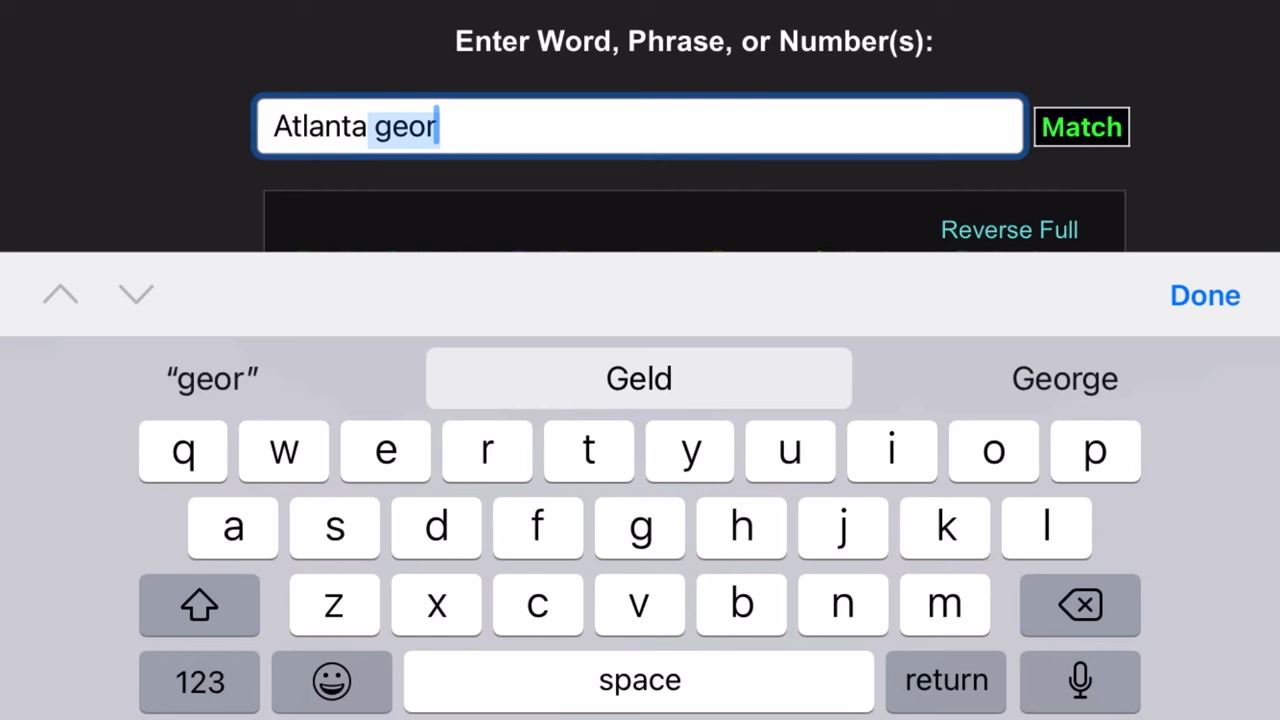 Enter Word, Phrase, or Number(s):
Atlanta geor Match
Reverse Full
Done
“geor” Geld George
q w e r t y u i o p
a s d f g h j k l
z x c v b n m
123 space return